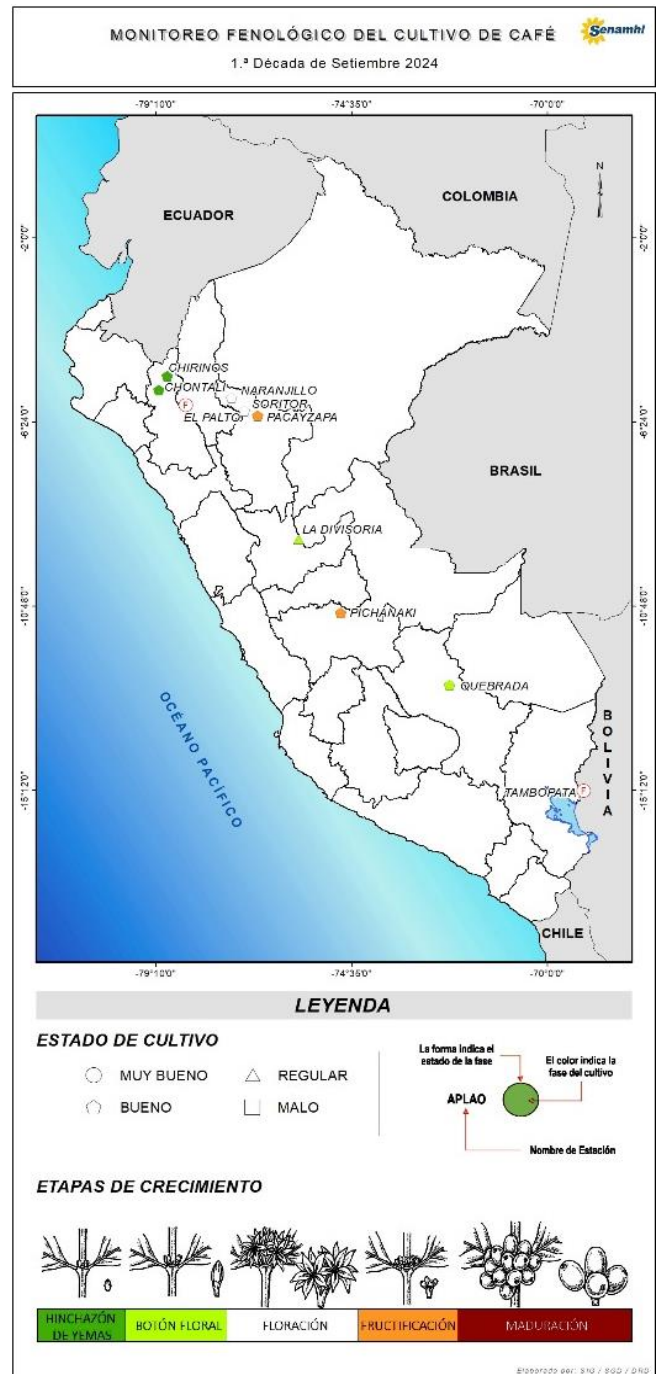 MONITOREO FENOLÓGICO DEL CULTIVO DE CAFÉ
Senamhi
1.ª Década de Setiembre 2024
-79°10'0"
-74°35'0"
-70°0'0"
N
COLOMBIA
ECUADOR
-2°0'0"
-2°0'0"
CHIRINOS
CHONTALI
NARANJILLO
SORITOR
F
EL PALTO
PACAYZAPA
-6°24'0"
-6°24'0"
BRASIL
LA DIVISORIA
-10°48'0"
-10°48'0"
PICHANAKI
QUEBRADA
OCÉANO PACÍFICO
BOLIVIA
TAMBOPATA
F
-15°12'0"
-15°12'0"
CHILE
-79°10'0"
-74°35'0"
-70°0'0"
LEYENDA
ESTADO DE CULTIVO
MUY BUENO
REGULAR
BUENO
MALO
La forma indica el
estado de la fase
El color indica la
fase del cultivo
APLAO
Nombre de Estación
ETAPAS DE CRECIMIENTO
HINCHAZÓN
DE YEMAS
BOTÓN FLORAL
FLORACIÓN
FRUCTIFICACIÓN
MADURACIÓN
Elaborado por: SIG / SGD / DRD